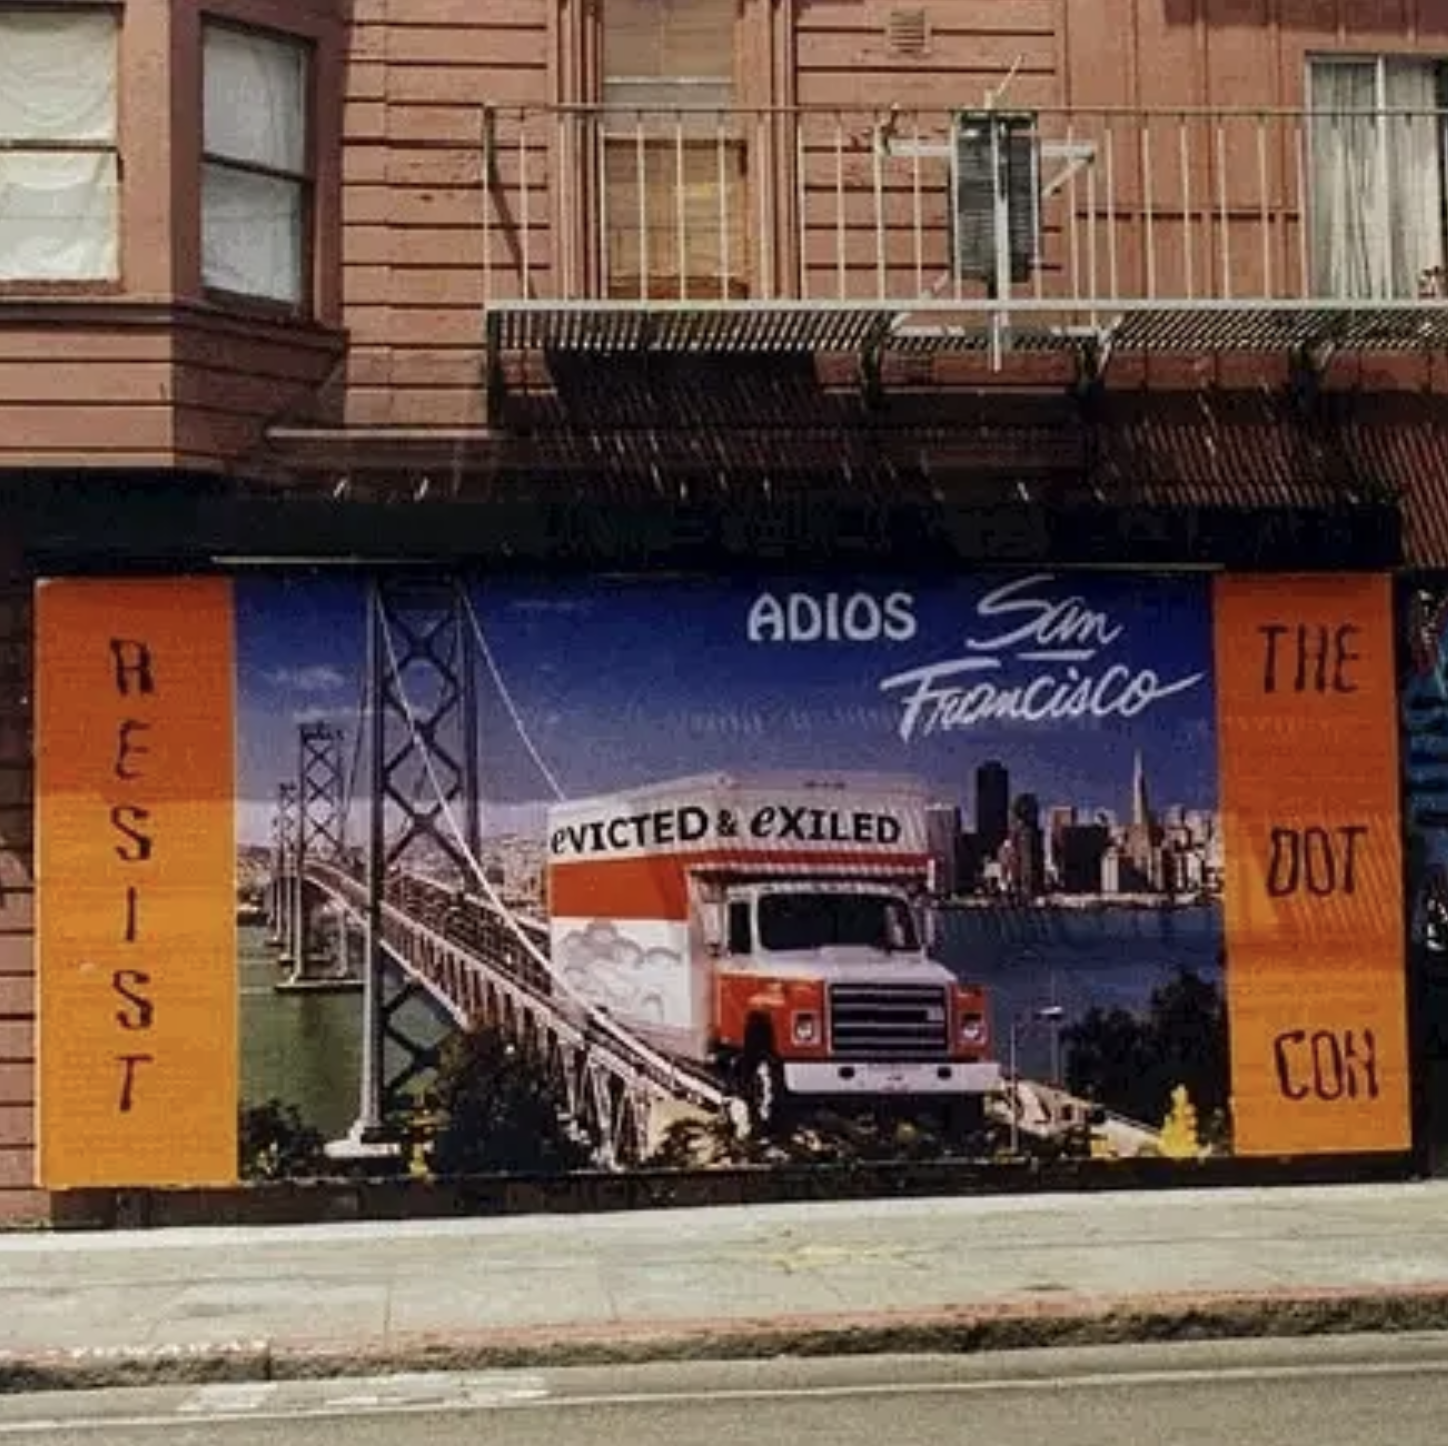 RESIST
ADIOS San
Francisco
eVICTED & eXILED
THE
DOT
CON